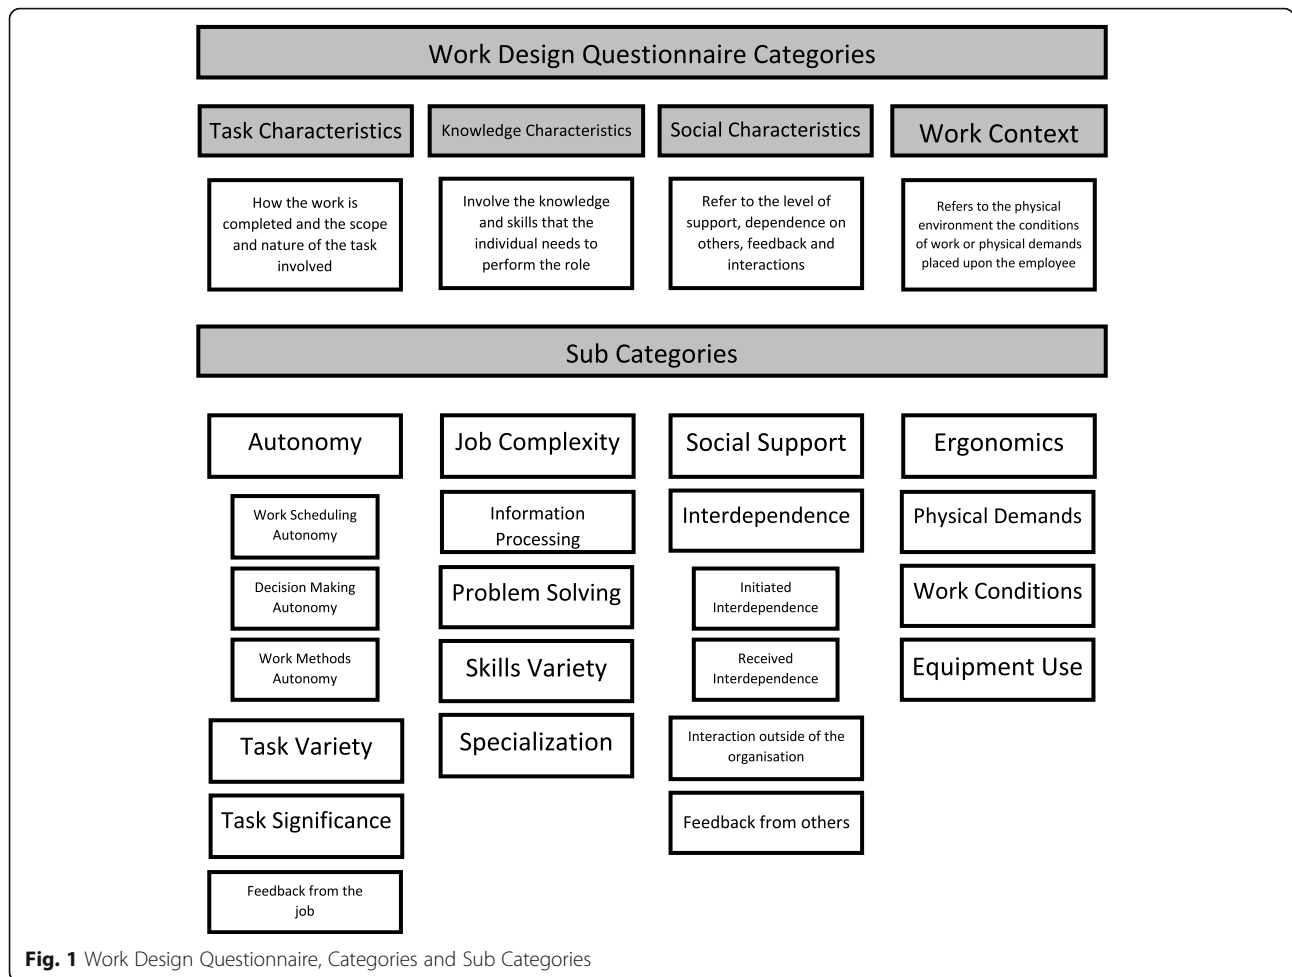 Work Design Questionnaire Categories
Task Characteristics
Knowledge Characteristics
Social Characteristics
Work Context
How the work is
completed and the scope
and nature of the task
involved
Involve the knowledge
and skills that the
individual needs to
perform the role
Refer to the level of
support, dependence on
others, feedback and
interactions
Refers to the physical
environment the conditions
of work or physical demands
placed upon the employee
Sub Categories
Autonomy
Work Scheduling
Autonomy
Decision Making
Autonomy
Work Methods
Autonomy
Task Variety
Task Significance
Feedback from the
job
Job Complexity
Information
Processing
Problem Solving
Skills Variety
Specialization
Social Support
Interdependence
Initiated
Interdependence
Received
Interdependence
Interaction outside of the
organisation
Feedback from others
Ergonomics
Physical Demands
Work Conditions
Equipment Use
Fig. 1 Work Design Questionnaire, Categories and Sub Categories